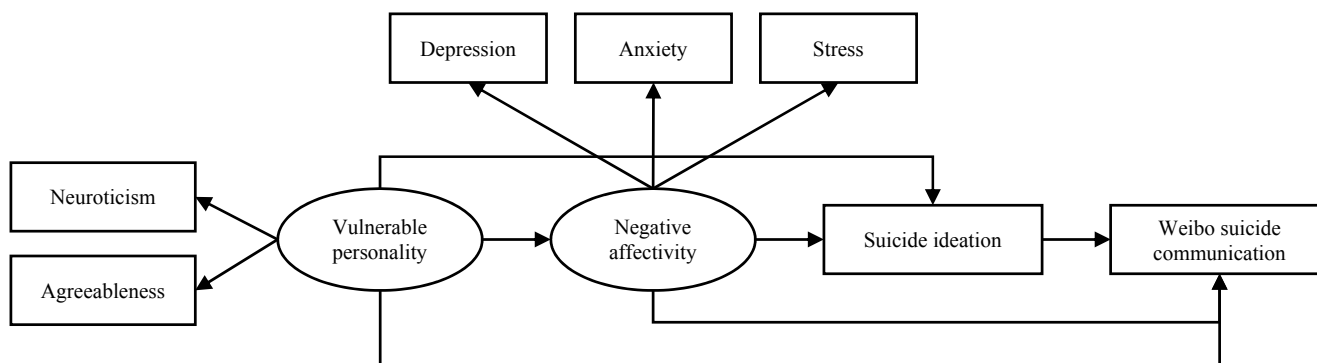 Depression
Anxiety
Stress
Neuroticism
Agreeableness
Vulnerable
personality
Negative
affectivity
Suicide ideation
Weibo suicide
communication